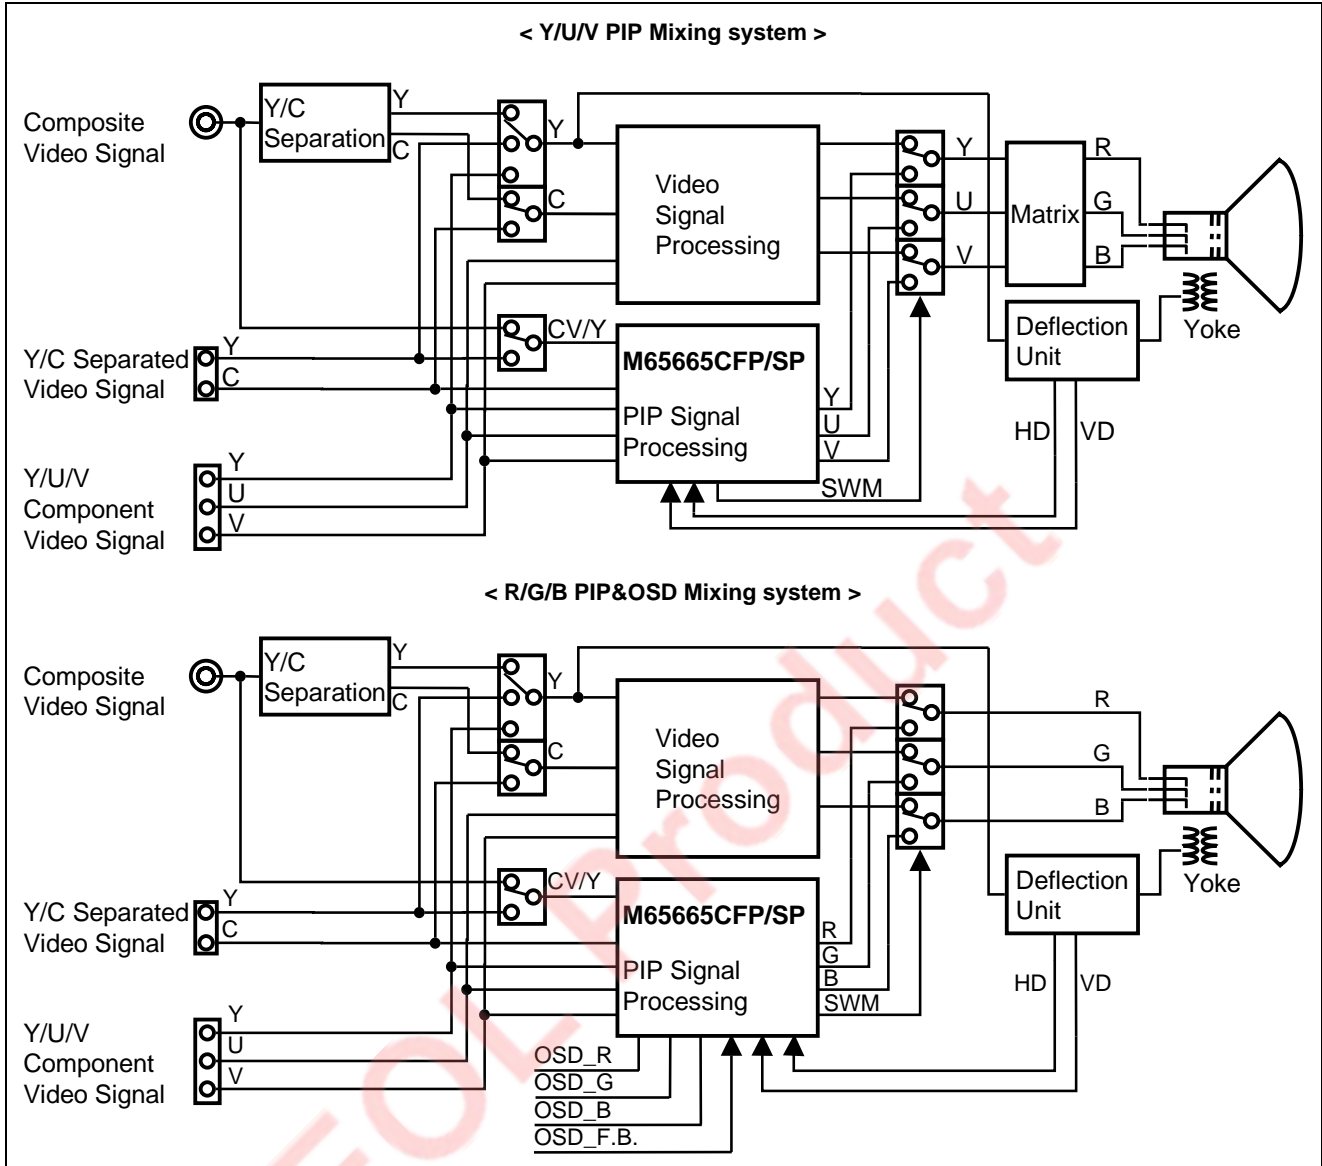 < Y/U/V PIP Mixing system >
Composite
Video Signal
Y/C
Separation
Y
C
Y
C
Video
Signal
Processing
Y
U
V
Matrix
R
G
B
Yoke
Deflection
Unit
HD
VD
Y/C Separated
Video Signal
Y
C
CV/Y
M65665CFP/SP
PIP Signal
Processing
Y
U
V
SWM
Y/U/V
Component
Video Signal
Y
U
V
< R/G/B PIP&OSD Mixing system >
Composite
Video Signal
Y/C
Separation
Y
C
Y
C
Video
Signal
Processing
R
G
B
Yoke
Deflection
Unit
HD
VD
Y/C Separated
Video Signal
Y
C
CV/Y
M65665CFP/SP
PIP Signal
Processing
R
G
B
SWM
Y/U/V
Component
Video Signal
Y
U
V
OSD_R
OSD_G
OSD_B
OSD_F.B.
EOL Product